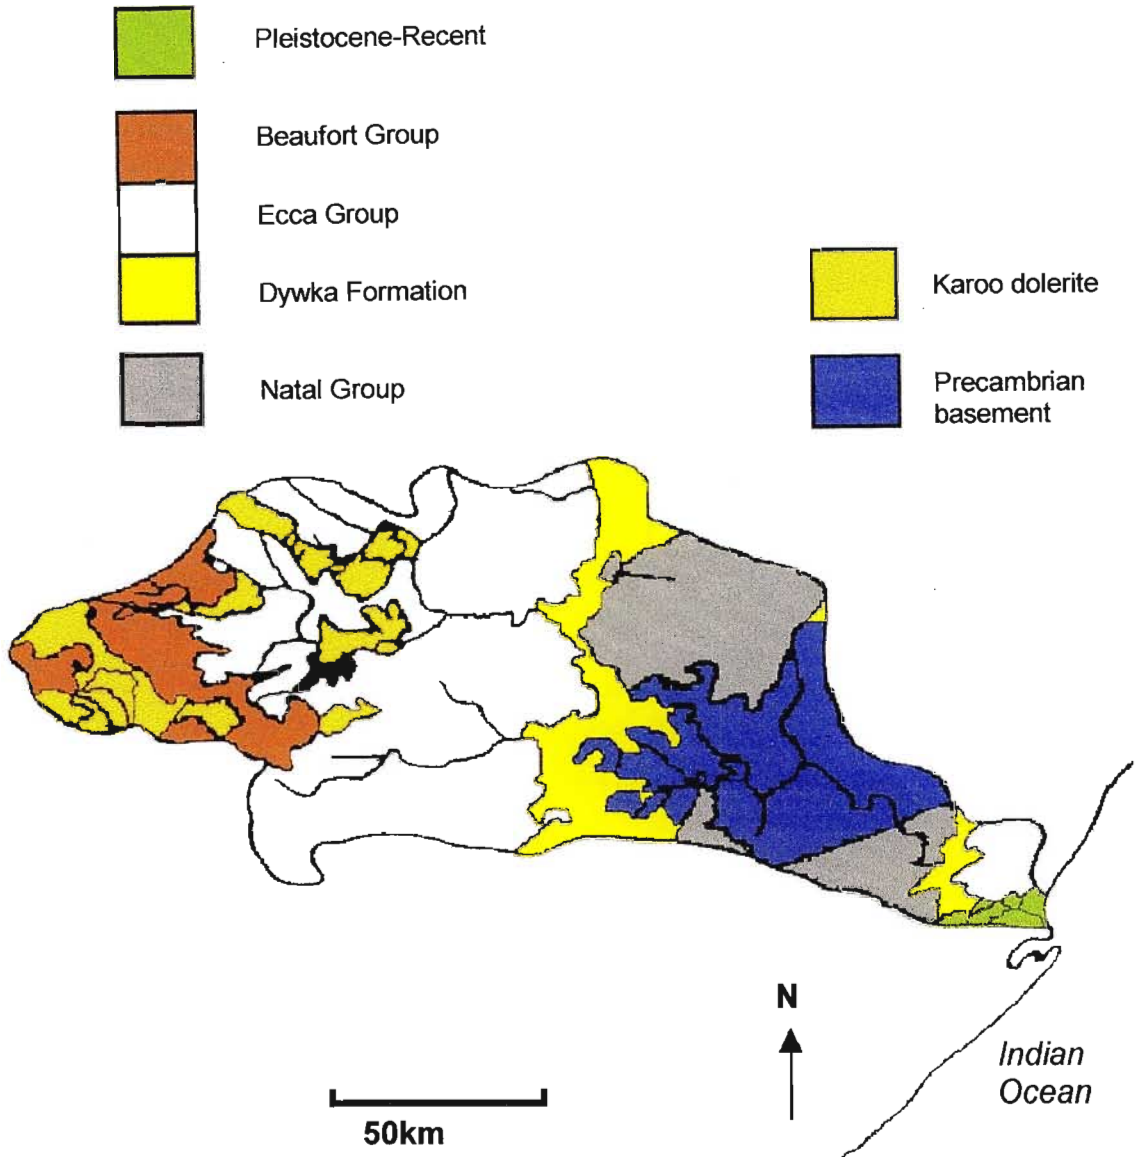 Pleistocene-Recent
Beaufort Group
Ecca Group
Dywka Formation
Natal Group
Karoo dolerite
Precambrian
basement
N
Indian
Ocean
50km